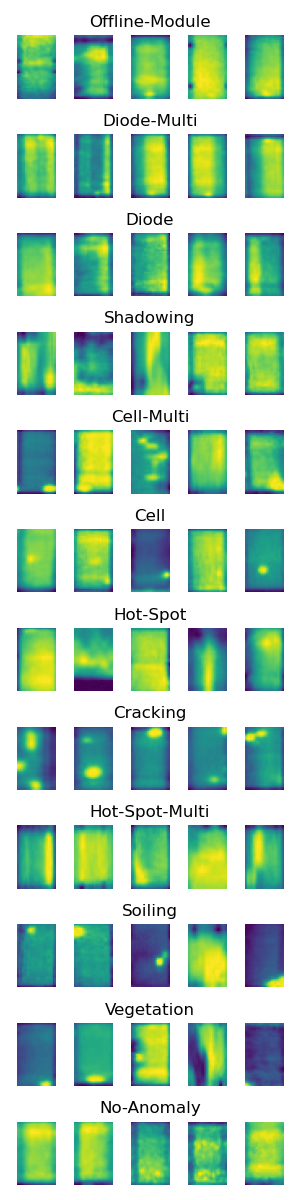 Offline-Module
Diode-Multi
Diode
Shadowing
Cell-Multi
Cell
Hot-Spot
Cracking
Hot-Spot-Multi
Soiling
Vegetation
No-Anomaly